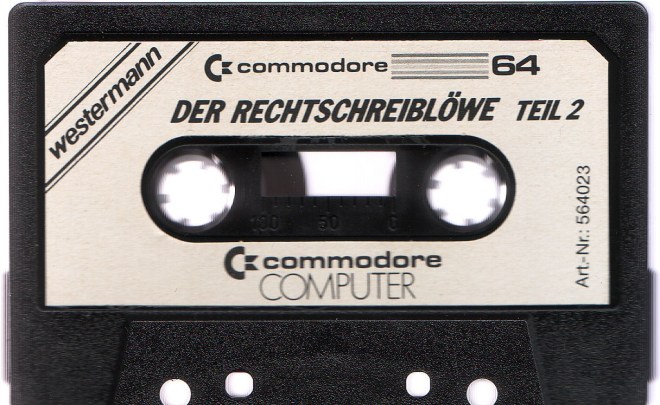 westermann
commodore 64
DER RECHTSCHREIBLÖWE TEIL 2
100 50 0
Art.-Nr.: 564023
commodore
COMPUTER